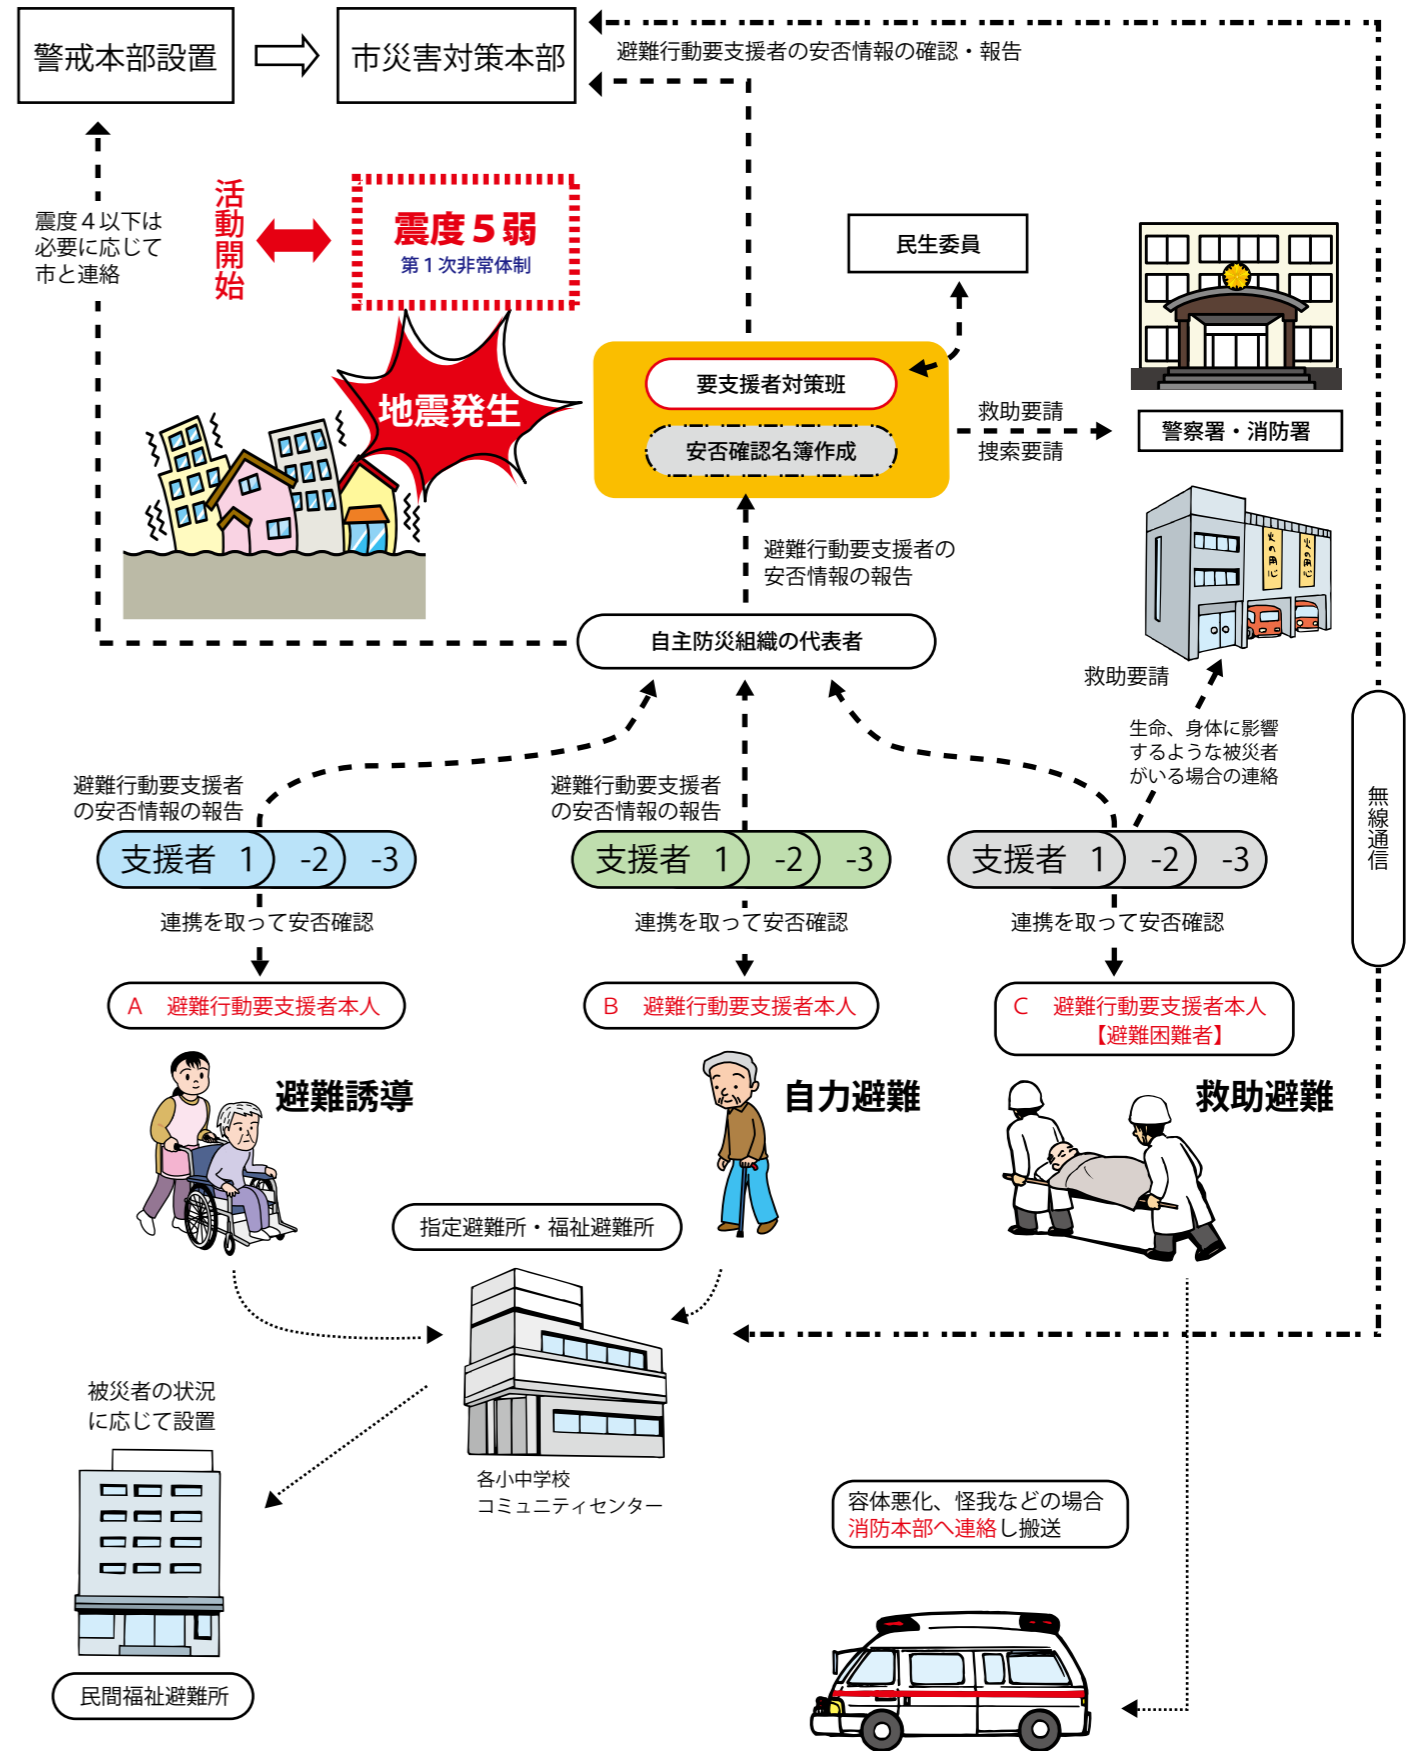 警戒本部設置
市災害対策本部
避難行動要支援者の安否情報の確認・報告
震度４以下は
必要に応じて
市と連絡
活動開始
震度５弱
第１次非常体制
地震発生
民生委員
要支援者対策班
安否確認名簿作成
救助要請
捜索要請
警察署・消防署
火の用心
火の用心
避難行動要支援者の
安否情報の報告
自主防災組織の代表者
救助要請
生命、身体に影響
するような被災者
がいる場合の連絡
無線通信
避難行動要支援者
の安否情報の報告
避難行動要支援者
の安否情報の報告
支援者 1 -2 -3
支援者 1 -2 -3
支援者 1 -2 -3
連携を取って安否確認
連携を取って安否確認
連携を取って安否確認
A 避難行動要支援者本人
B 避難行動要支援者本人
C 避難行動要支援者本人
【避難困難者】
避難誘導
自力避難
救助避難
指定避難所・福祉避難所
被災者の状況
に応じて設置
各小中学校
コミュニティセンター
容体悪化、怪我などの場合
消防本部へ連絡し搬送
民間福祉避難所